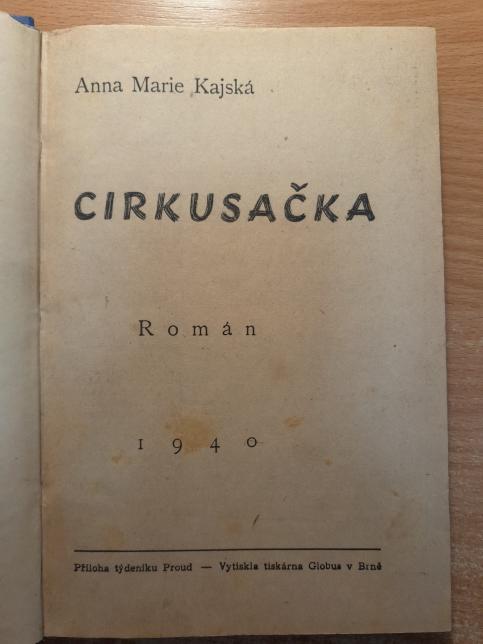 Anna Marie Kajská
CIRKUSAČKA
Román
1940
Příloha týdeníku Proud — Vytiskla tiskárna Globus v Brně